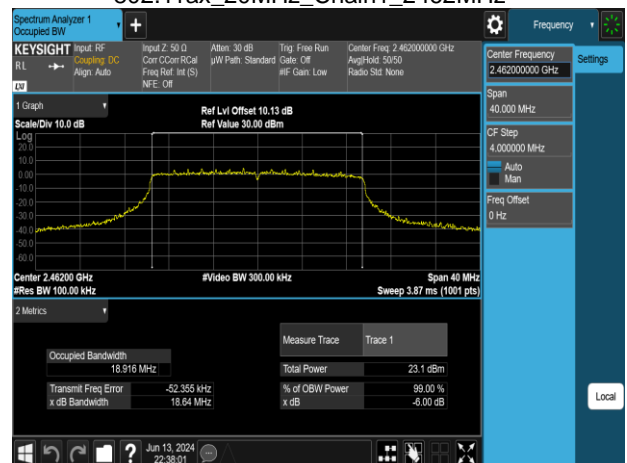 Spectrum Analyzer 1
Occupied BW
+
Frequency
KEYSIGHT
RL
LXI
Input: RF
Coupling: DC
Align: Auto
Input Z: 50 Ω
Corr CCorr RCal
Freq Ref: Int (S)
NFE: Off
Atten: 30 dB
µW Path: Standard
Trig: Free Run
Gate: Off
#IF Gain: Low
Center Freq: 2.462000000 GHz
Avg|Hold: 50/50
Radio Std: None
Center Frequency
2.462000000 GHz
Settings
Span
40.000 MHz
CF Step
4.000000 MHz
Auto
Man
Freq Offset
0 Hz
Local
1 Graph
Scale/Div 10.0 dB
Ref Lvl Offset 10.13 dB
Ref Value 30.00 dBm
Log
20.0
10.0
0.00
-10.0
-20.0
-30.0
-40.0
-50.0
-60.0
Center 2.46200 GHz
#Video BW 300.00 kHz
Span 40 MHz
#Res BW 100.00 kHz
Sweep 3.87 ms (1001 pts)
2 Metrics
Measure Trace Trace 1
Occupied Bandwidth
18.916 MHz
Total Power 23.1 dBm
Transmit Freq Error -52.355 kHz
% of OBW Power 99.00 %
x dB Bandwidth 18.64 MHz
x dB -6.00 dB
?
Jun 13, 2024
22:38:01